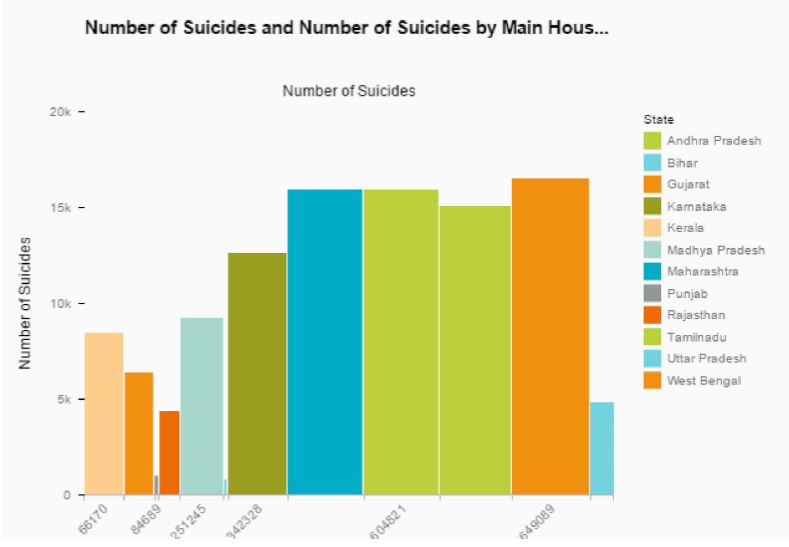 Number of Suicides and Number of Suicides by Main Hous...
Number of Suicides
20k
15k
10k
5k
0
Number of Suicides
66170
84689
251245
342328
604821
649089
State
Andhra Pradesh
Bihar
Gujarat
Karnataka
Kerala
Madhya Pradesh
Maharashtra
Punjab
Rajasthan
Tamilnadu
Uttar Pradesh
West Bengal